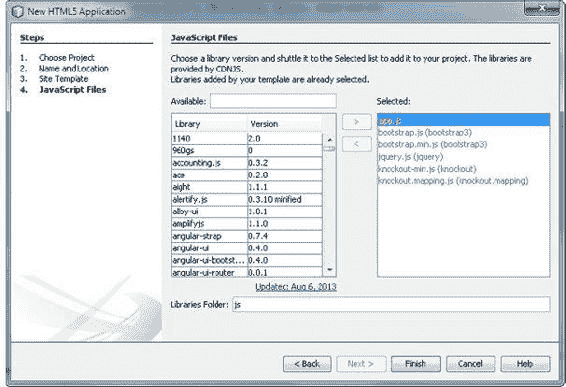 New HTML5 Application
Steps
1. Choose Project
2. Name and Location
3. Site Template
4. JavaScript Files
JavaScript Files
Choose a library version and shuttle it to the Selected list to add it to your project. The libraries are
provided by CDNJS.
Libraries added by your template are already selected.
Available:
Selected:
Library Version
1140 2.0
960gs 0
accounting.js 0.3.2
ace 0.2.0
aight 1.1.1
alertify.js 0.3.10 minified
alloy-ui 1.0.1
amplifyjs 1.1.0
angular-strap 0.7.4
angular-ui 0.4.0
angular-ui-bootst... 0.4.0
angular-ui-router 0.0.1
>
<
app.js
bootstrap.js (bootstrap3)
bootstrap.min.js (bootstrap3)
jquery.js (jquery)
knockout-min.js (knockout)
knockout.mapping.js (knockout.mapping)
Updated: Aug 6, 2013
Libraries Folder: js
< Back Next > Finish Cancel Help